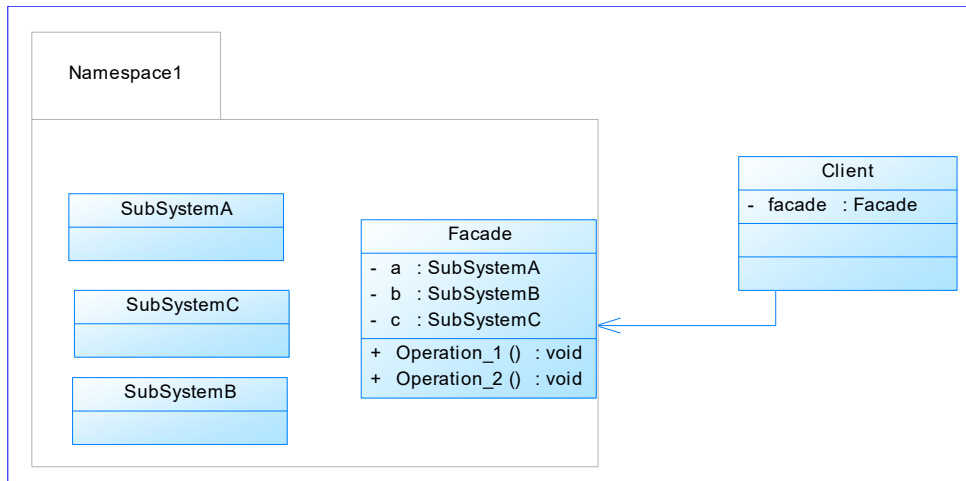 Namespace1
SubSystemA
SubSystemC
SubSystemB
Facade
- a : SubSystemA
- b : SubSystemB
- c : SubSystemC
+ Operation_1 () : void
+ Operation_2 () : void
Client
- facade : Facade